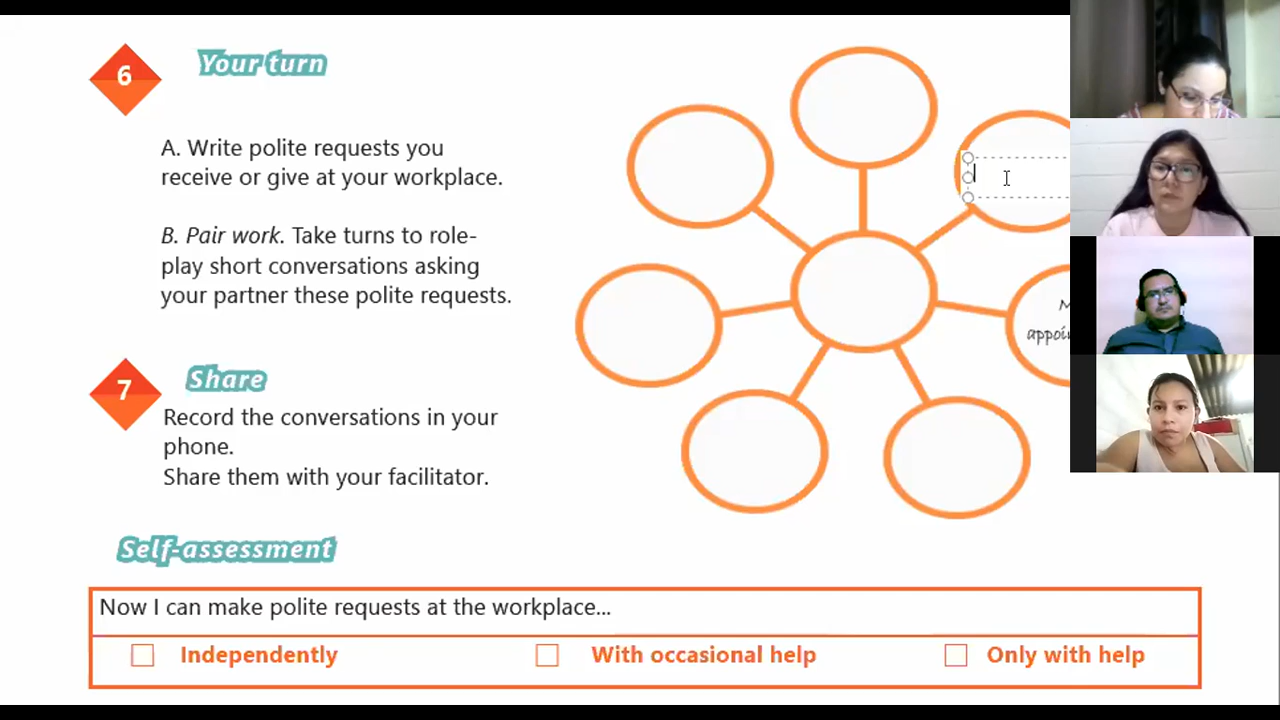 6
Your turn
A. Write polite requests you
receive or give at your workplace.
B. Pair work. Take turns to role-
play short conversations asking
your partner these polite requests.
7
Share
Record the conversations in your
phone.
Share them with your facilitator.
Self-assessment
Now I can make polite requests at the workplace...
Independently
With occasional help
Only with help